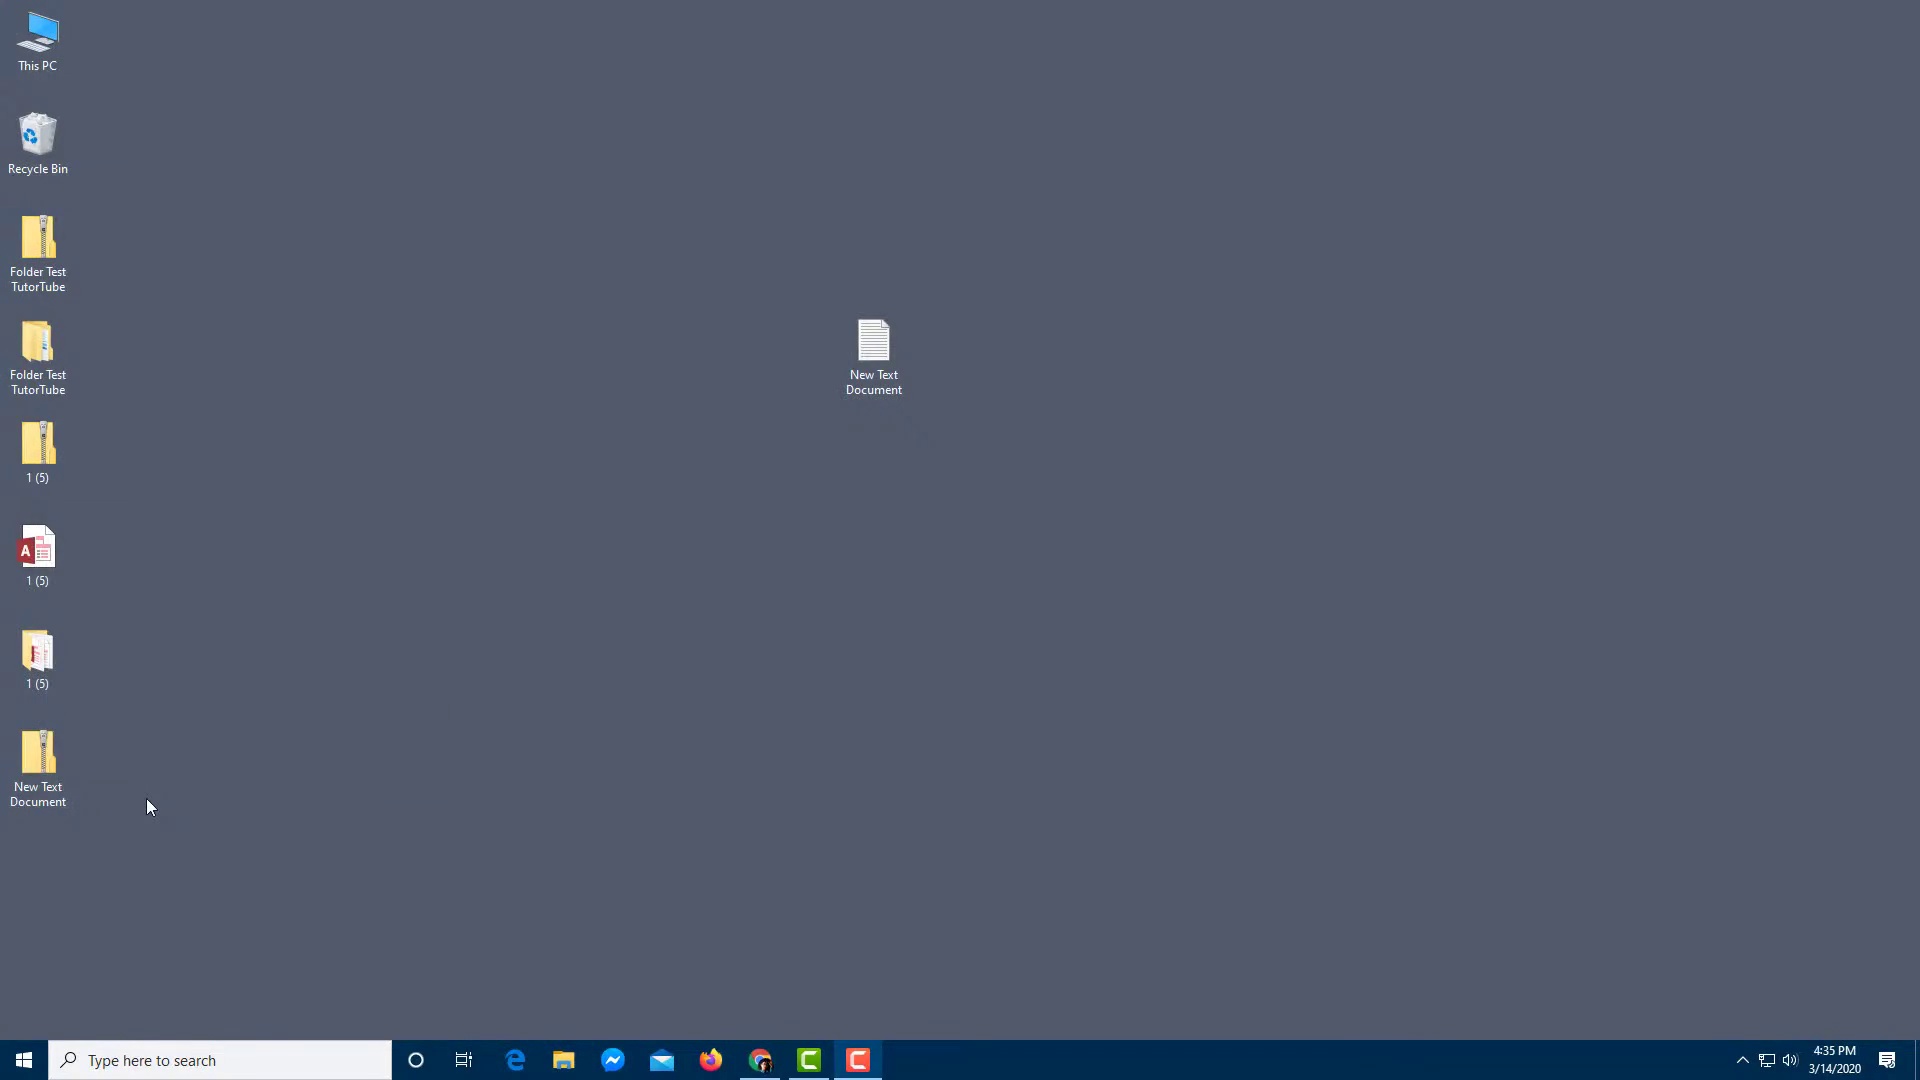 This PC
Recycle Bin
Folder Test
TutorTube
Folder Test
TutorTube
1 (5)
A
1 (5)
1 (5)
New Text
Document
New Text
Document
Type here to search
4:35 PM
3/14/2020